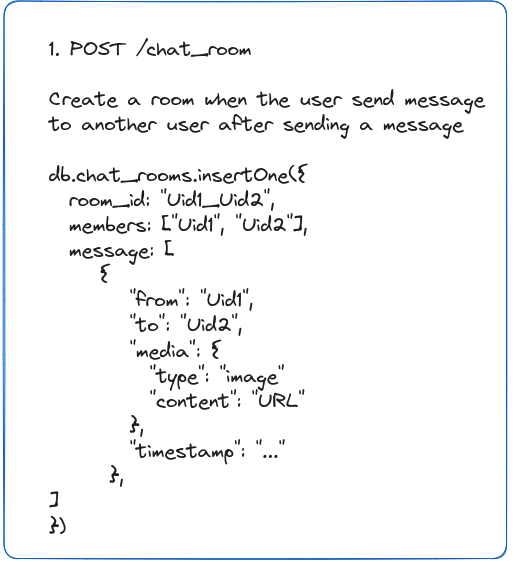 1. POST /chat_room
Create a room when the user send message
to another user after sending a message
db.chat_rooms.insertOne({
room_id: "Uid1_Uid2",
members: ["Uid1", "Uid2"],
message: [
{
"from": "Uid1",
"to": "Uid2",
"media": {
"type": "image"
"content": "URL"
},
"timestamp": "..."
},
]
})